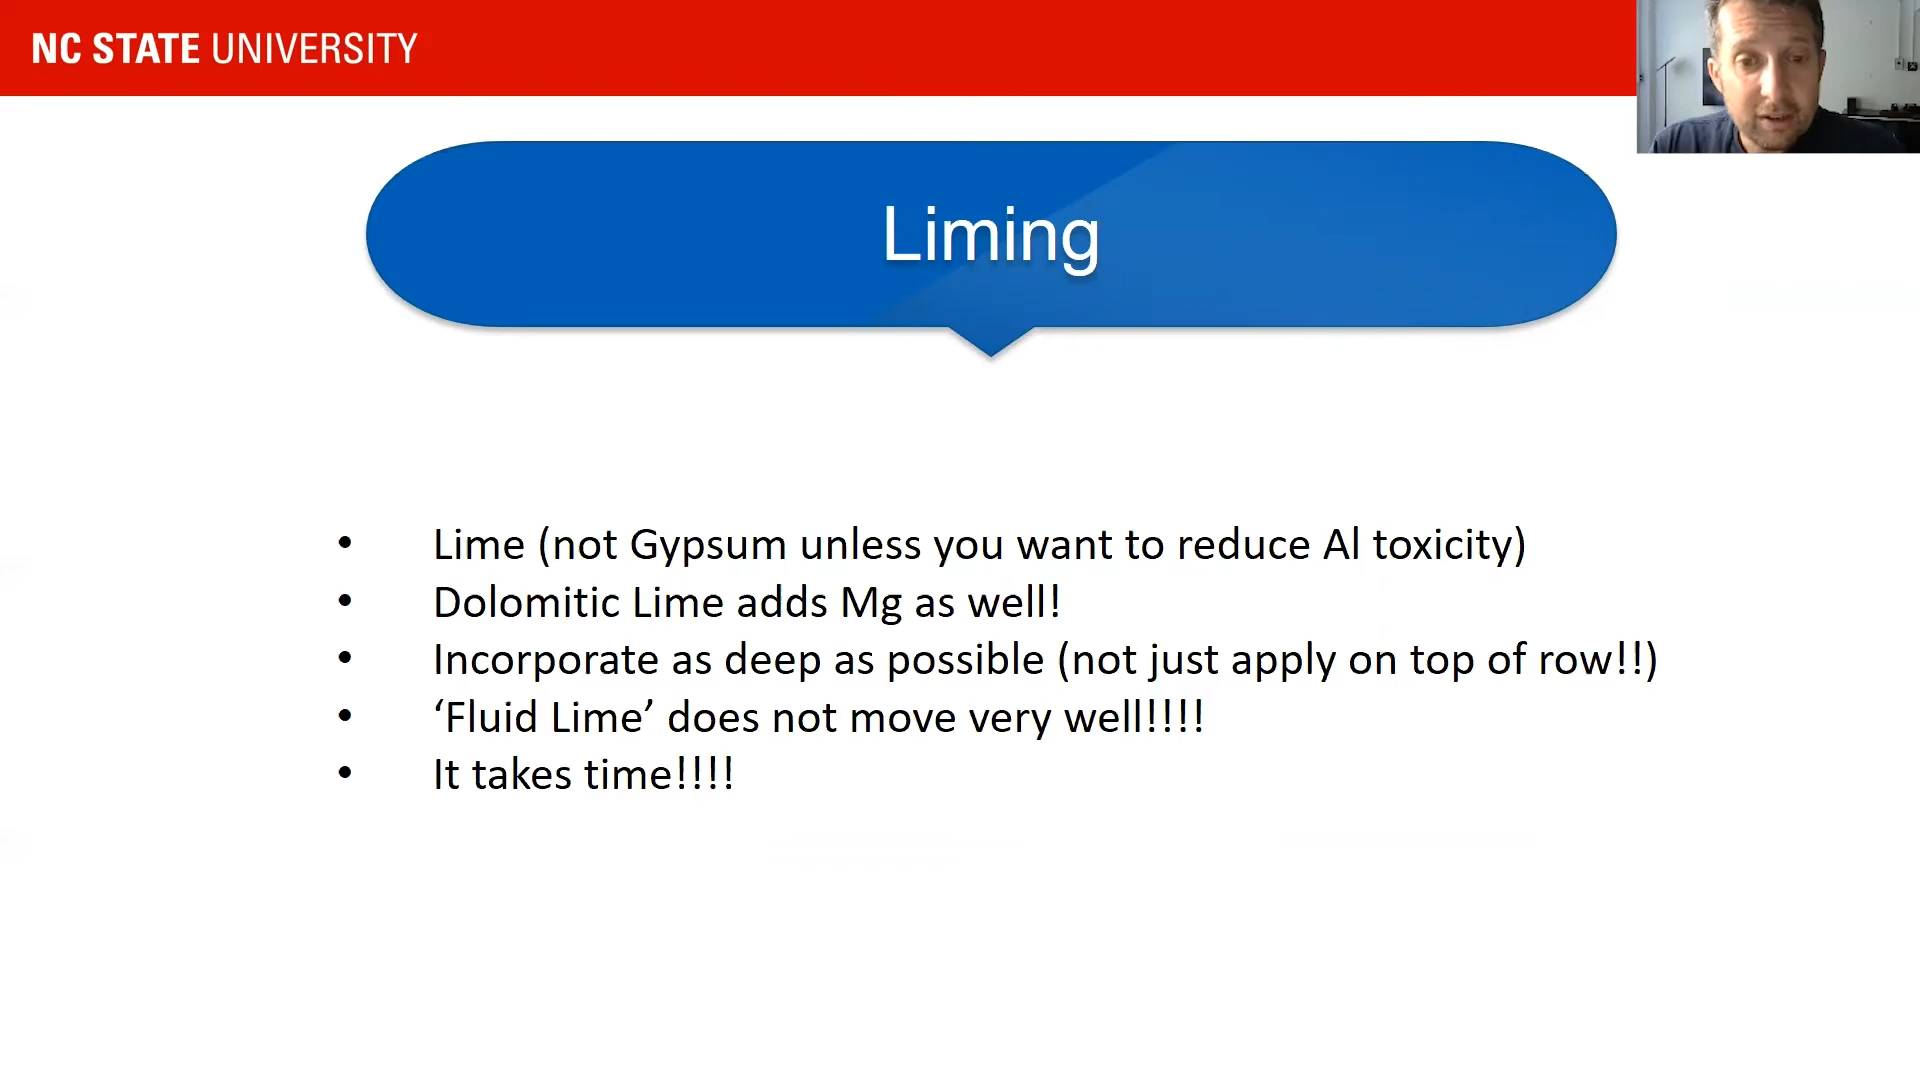 NC STATE UNIVERSITY
Liming
• Lime (not Gypsum unless you want to reduce Al toxicity)
• Dolomitic Lime adds Mg as well!
• Incorporate as deep as possible (not just apply on top of row!!)
• ‘Fluid Lime’ does not move very well!!!!
• It takes time!!!!